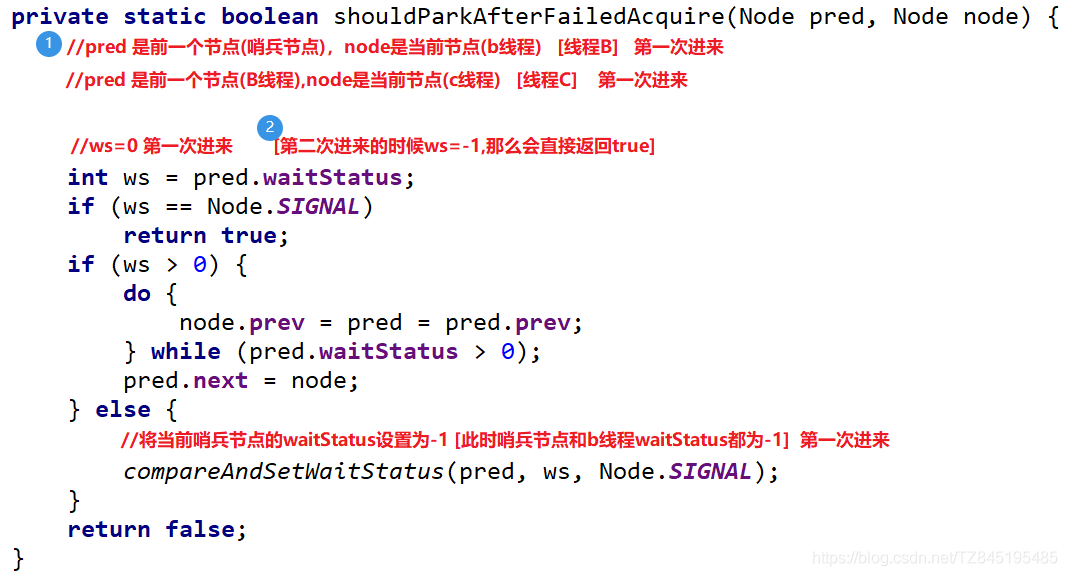 private static boolean shouldParkAfterFailedAcquire(Node pred, Node node) {
1 //pred 是前一个节点(哨兵节点)，node是当前节点(b线程) [线程B] 第一次进来
//pred 是前一个节点(B线程),node是当前节点(c线程) [线程C] 第一次进来
2
//ws=0 第一次进来 [第二次进来的时候ws=-1,那么会直接返回true]
int ws = pred.waitStatus;
if (ws == Node.SIGNAL)
return true;
if (ws > 0) {
do {
node.prev = pred = pred.prev;
} while (pred.waitStatus > 0);
pred.next = node;
} else {
//将当前哨兵节点的waitStatus设置为-1 [此时哨兵节点和b线程waitStatus都为-1] 第一次进来
compareAndSetWaitStatus(pred, ws, Node.SIGNAL);
}
return false;
}
https://blog.csdn.net/TZ845195485